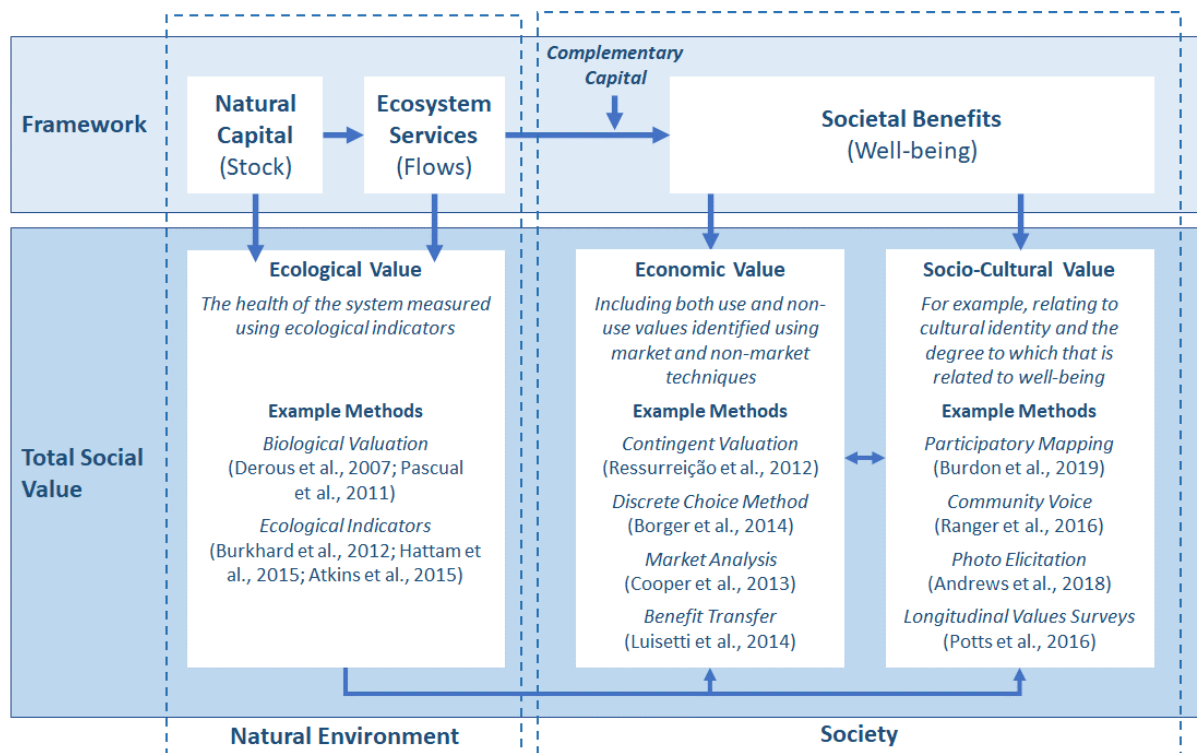 Complementary
Capital
Framework
Natural
Capital
(Stock)
Ecosystem
Services
(Flows)
Societal Benefits
(Well-being)
Total Social
Value
Ecological Value
The health of the system measured
using ecological indicators
Example Methods
Biological Valuation
(Derous et al., 2007; Pascual
et al., 2011)
Ecological Indicators
(Burkhard et al., 2012; Hattam et
al., 2015; Atkins et al., 2015)
Economic Value
Including both use and non-
use values identified using
market and non-market
techniques
Example Methods
Contingent Valuation
(Ressurreição et al., 2012)
Discrete Choice Method
(Borger et al., 2014)
Market Analysis
(Cooper et al., 2013)
Benefit Transfer
(Luisetti et al., 2014)
Socio-Cultural Value
For example, relating to
cultural identity and the
degree to which that is
related to well-being
Example Methods
Participatory Mapping
(Burdon et al., 2019)
Community Voice
(Ranger et al., 2016)
Photo Elicitation
(Andrews et al., 2018)
Longitudinal Values Surveys
(Potts et al., 2016)
Natural Environment
Society